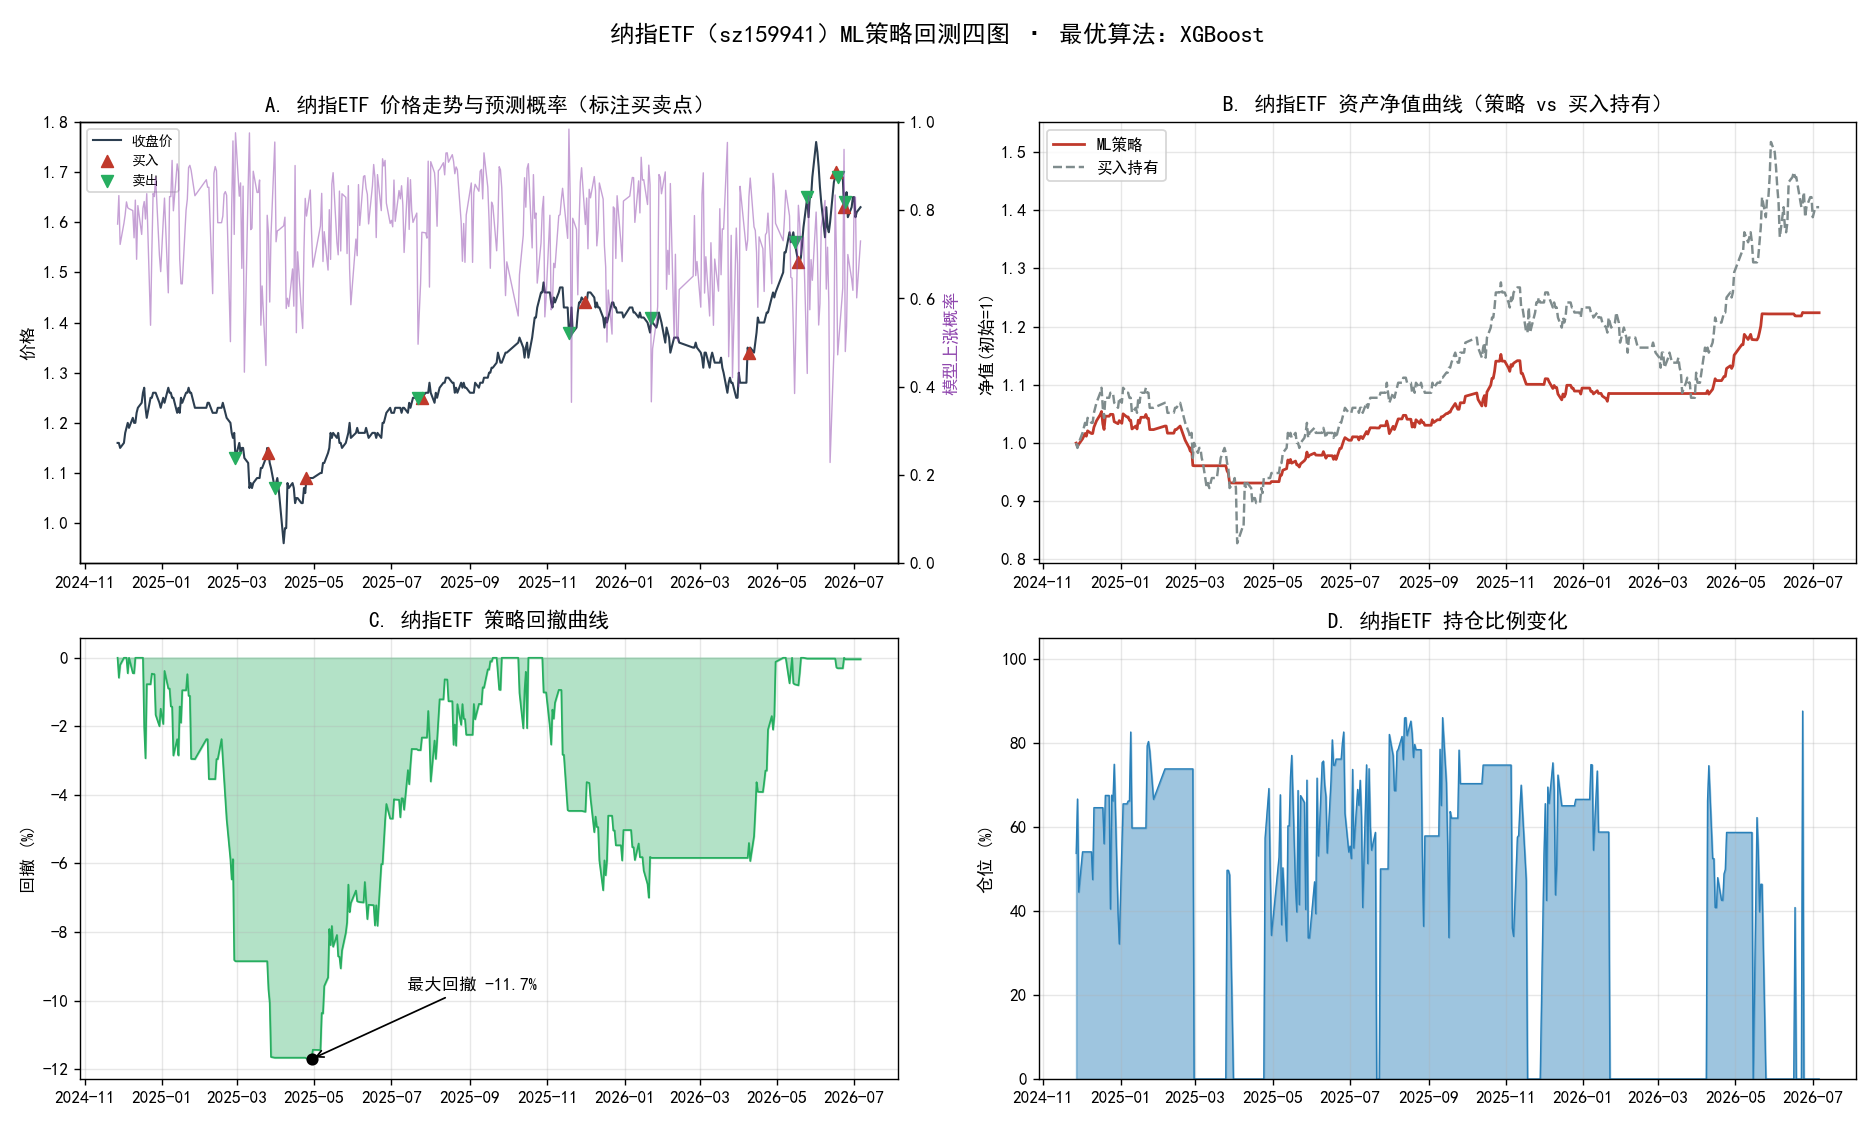 纳指ETF（sz159941）ML策略回测四图 · 最优算法：XGBoost
A. 纳指ETF 价格走势与预测概率（标注买卖点）
收盘价
买入
卖出
价格
1.8
1.7
1.6
1.5
1.4
1.3
1.2
1.1
1.0
1.0
0.8
0.6
0.4
0.2
0.0
模型上涨概率
2024-11 2025-01 2025-03 2025-05 2025-07 2025-09 2025-11 2026-01 2026-03 2026-05 2026-07
B. 纳指ETF 资产净值曲线（策略 vs 买入持有）
ML策略
买入持有
净值(初始=1)
1.5
1.4
1.3
1.2
1.1
1.0
0.9
0.8
2024-11 2025-01 2025-03 2025-05 2025-07 2025-09 2025-11 2026-01 2026-03 2026-05 2026-07
C. 纳指ETF 策略回撤曲线
回撤 (%)
0
-2
-4
-6
-8
-10
-12
最大回撤 -11.7%
2024-11 2025-01 2025-03 2025-05 2025-07 2025-09 2025-11 2026-01 2026-03 2026-05 2026-07
D. 纳指ETF 持仓比例变化
仓位 (%)
100
80
60
40
20
0
2024-11 2025-01 2025-03 2025-05 2025-07 2025-09 2025-11 2026-01 2026-03 2026-05 2026-07